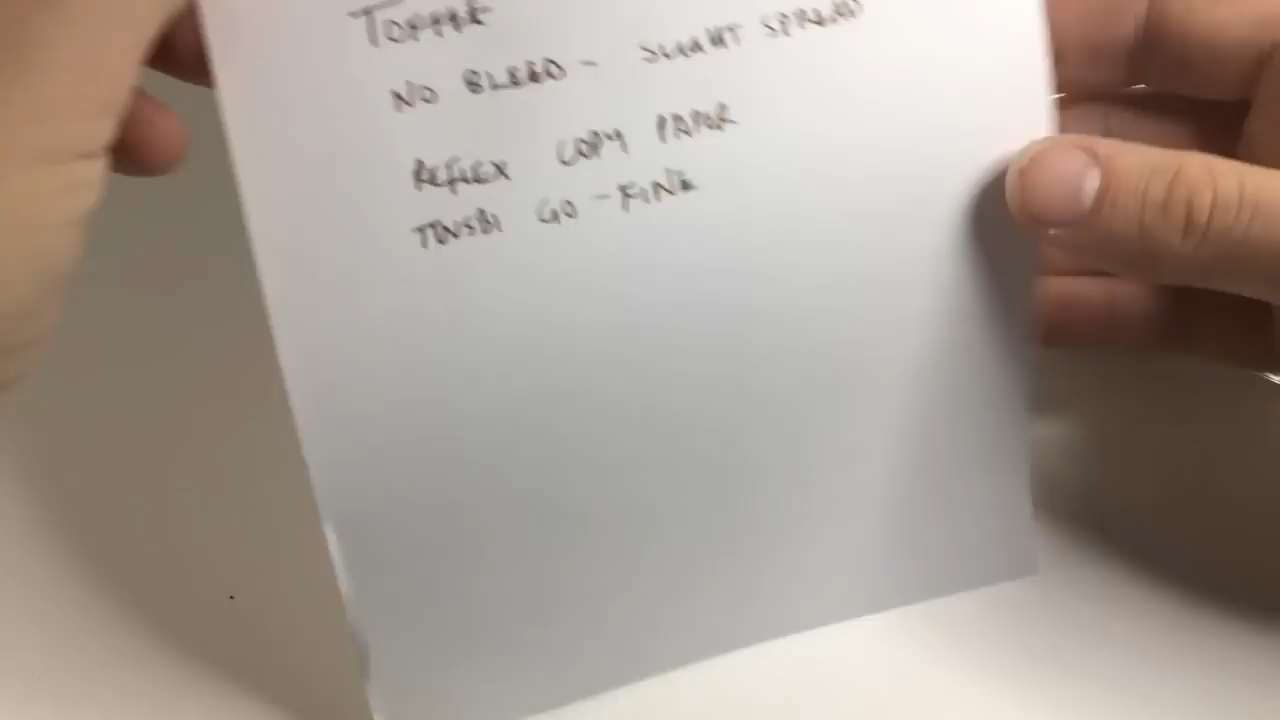 NO BLEED - SLIGHT SPREAD
REFLEX COPY PAPER
TWSBI GO - FINE